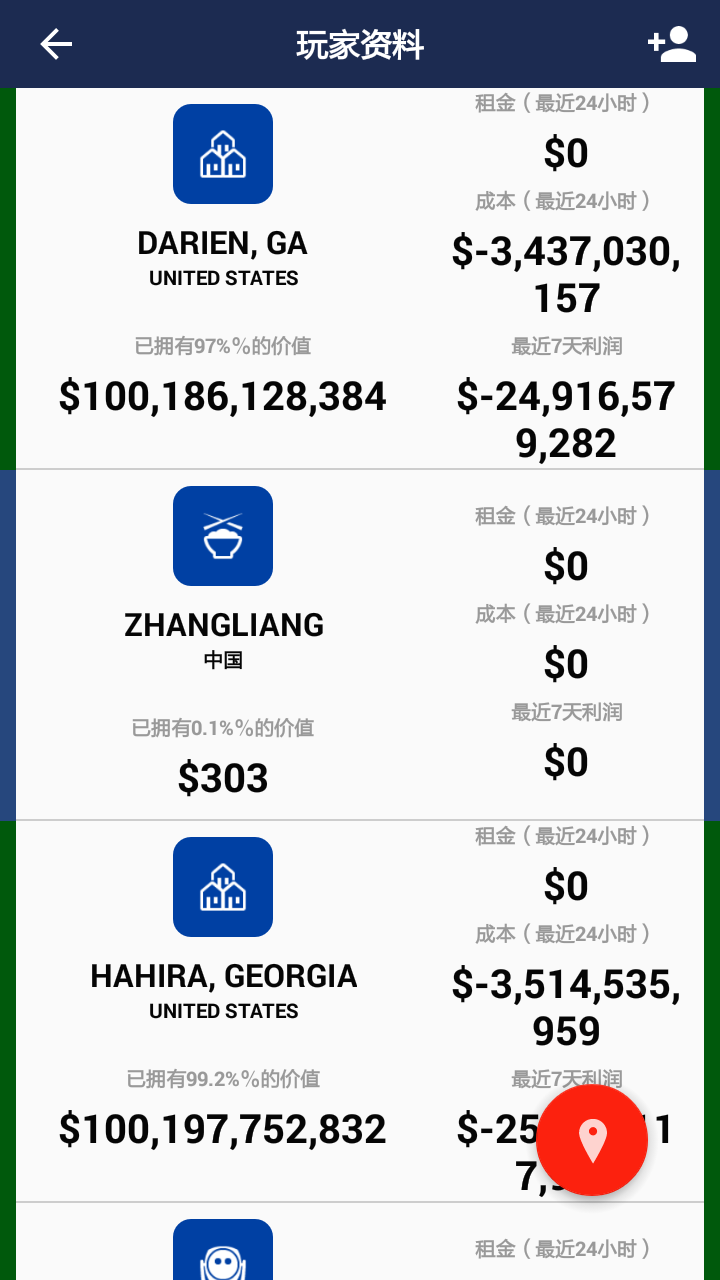 玩家资料
DARIEN, GA
UNITED STATES
已拥有97%%的价值
$100,186,128,384
租金（最近24小时）
$0
成本（最近24小时）
$-3,437,030,
157
最近7天利润
$-24,916,57
9,282
ZHANGLIANG
中国
已拥有0.1%%的价值
$303
租金（最近24小时）
$0
成本（最近24小时）
$0
最近7天利润
$0
HAHIRA, GEORGIA
UNITED STATES
已拥有99.2%%的价值
$100,197,752,832
租金（最近24小时）
$0
成本（最近24小时）
$-3,514,535,
959
最近7天利润
租金（最近24小时）